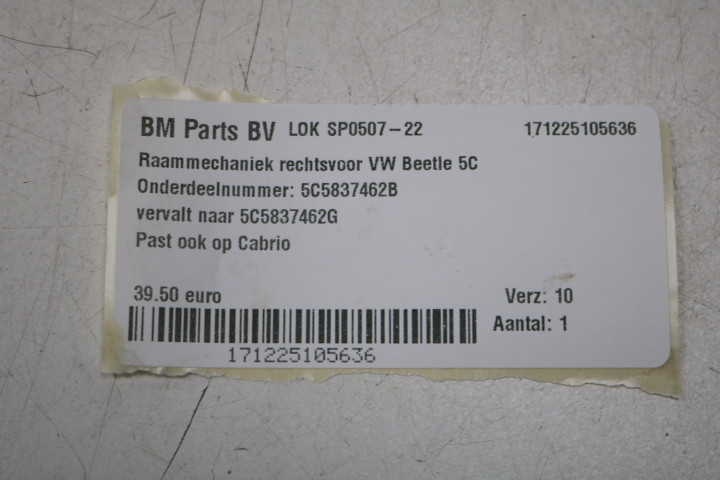 BM Parts BV LOK SP0507-22 171225105636
Raammechaniek rechtsvoor VW Beetle 5C
Onderdeelnummer: 5C5837462B
vervalt naar 5C5837462G
Past ook op Cabrio
39.50 euro Verz: 10
Aantal: 1
171225105636